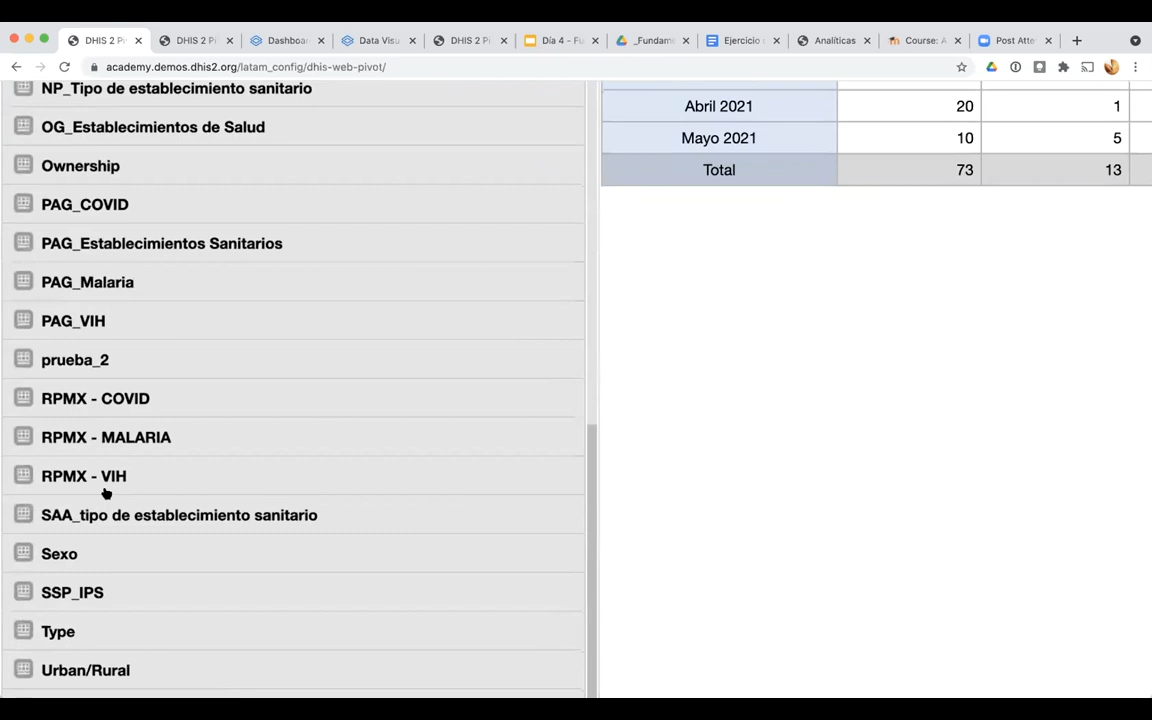 DHIS 2 Pi
DHIS 2 Pi
Dashboar
Data Visu
DHIS 2 Pi
Día 4 - Fu
_Fundam
Ejercicio
Analíticas
Course: A
Post Atte
academy.demos.dhis2.org/latam_config/dhis-web-pivot/
NP_Tipo de establecimiento sanitario
OG_Establecimientos de Salud
Ownership
PAG_COVID
PAG_Establecimientos Sanitarios
PAG_Malaria
PAG_VIH
prueba_2
RPMX - COVID
RPMX - MALARIA
RPMX - VIH
SAA_tipo de establecimiento sanitario
Sexo
SSP_IPS
Type
Urban/Rural
Abril 2021 20 1
Mayo 2021 10 5
Total 73 13